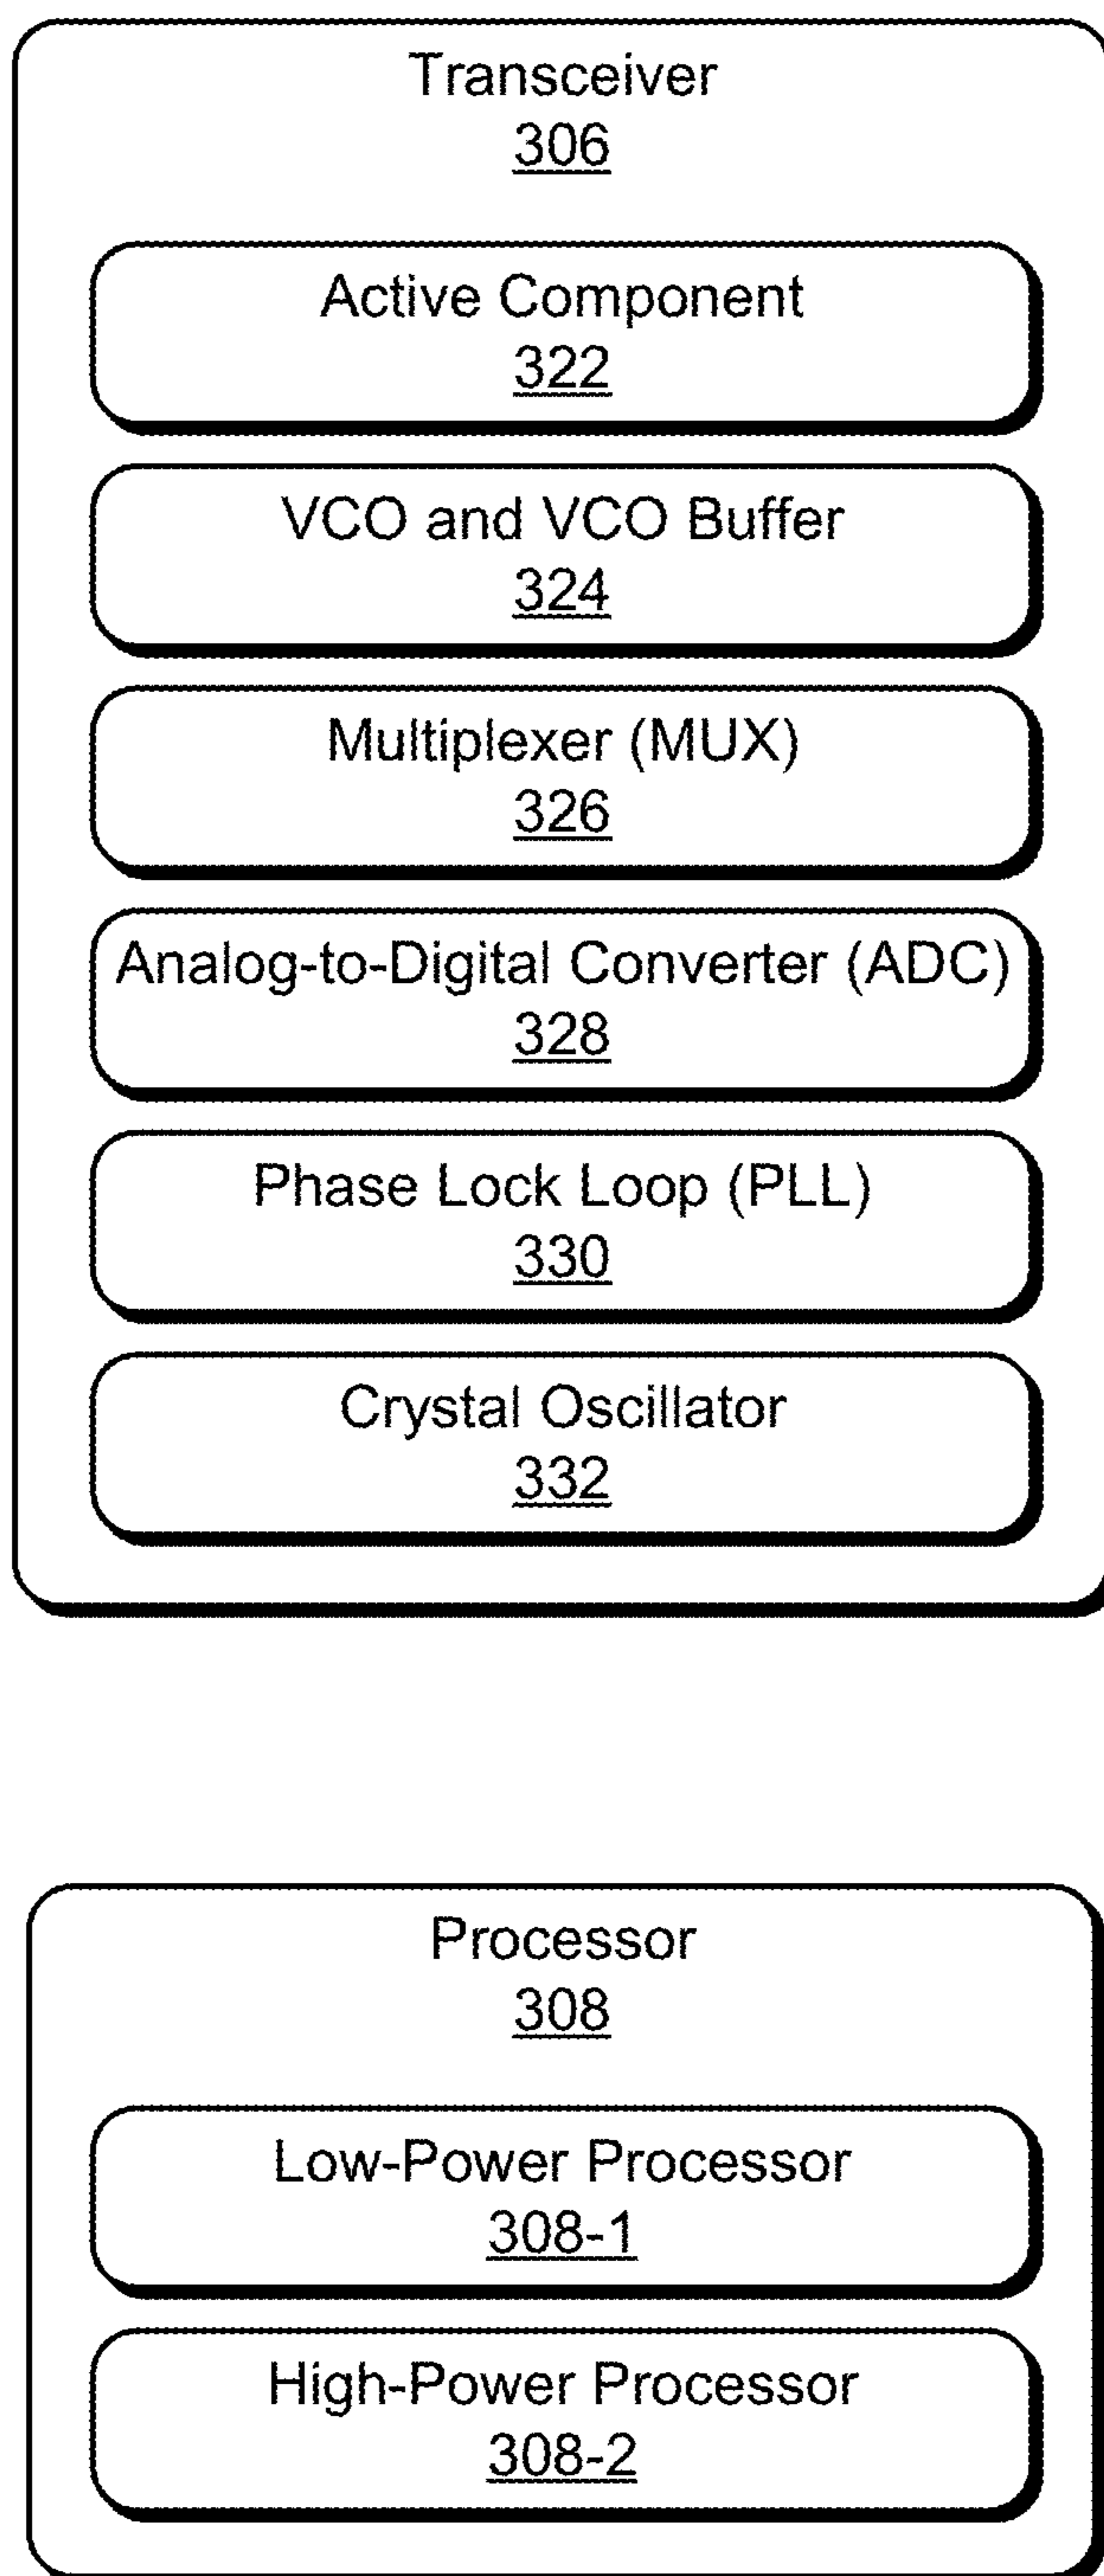 Transceiver
306
Active Component
322
VCO and VCO Buffer
324
Multiplexer (MUX)
326
Analog-to-Digital Converter (ADC)
328
Phase Lock Loop (PLL)
330
Crystal Oscillator
332
Processor
308
Low-Power Processor
308-1
High-Power Processor
308-2